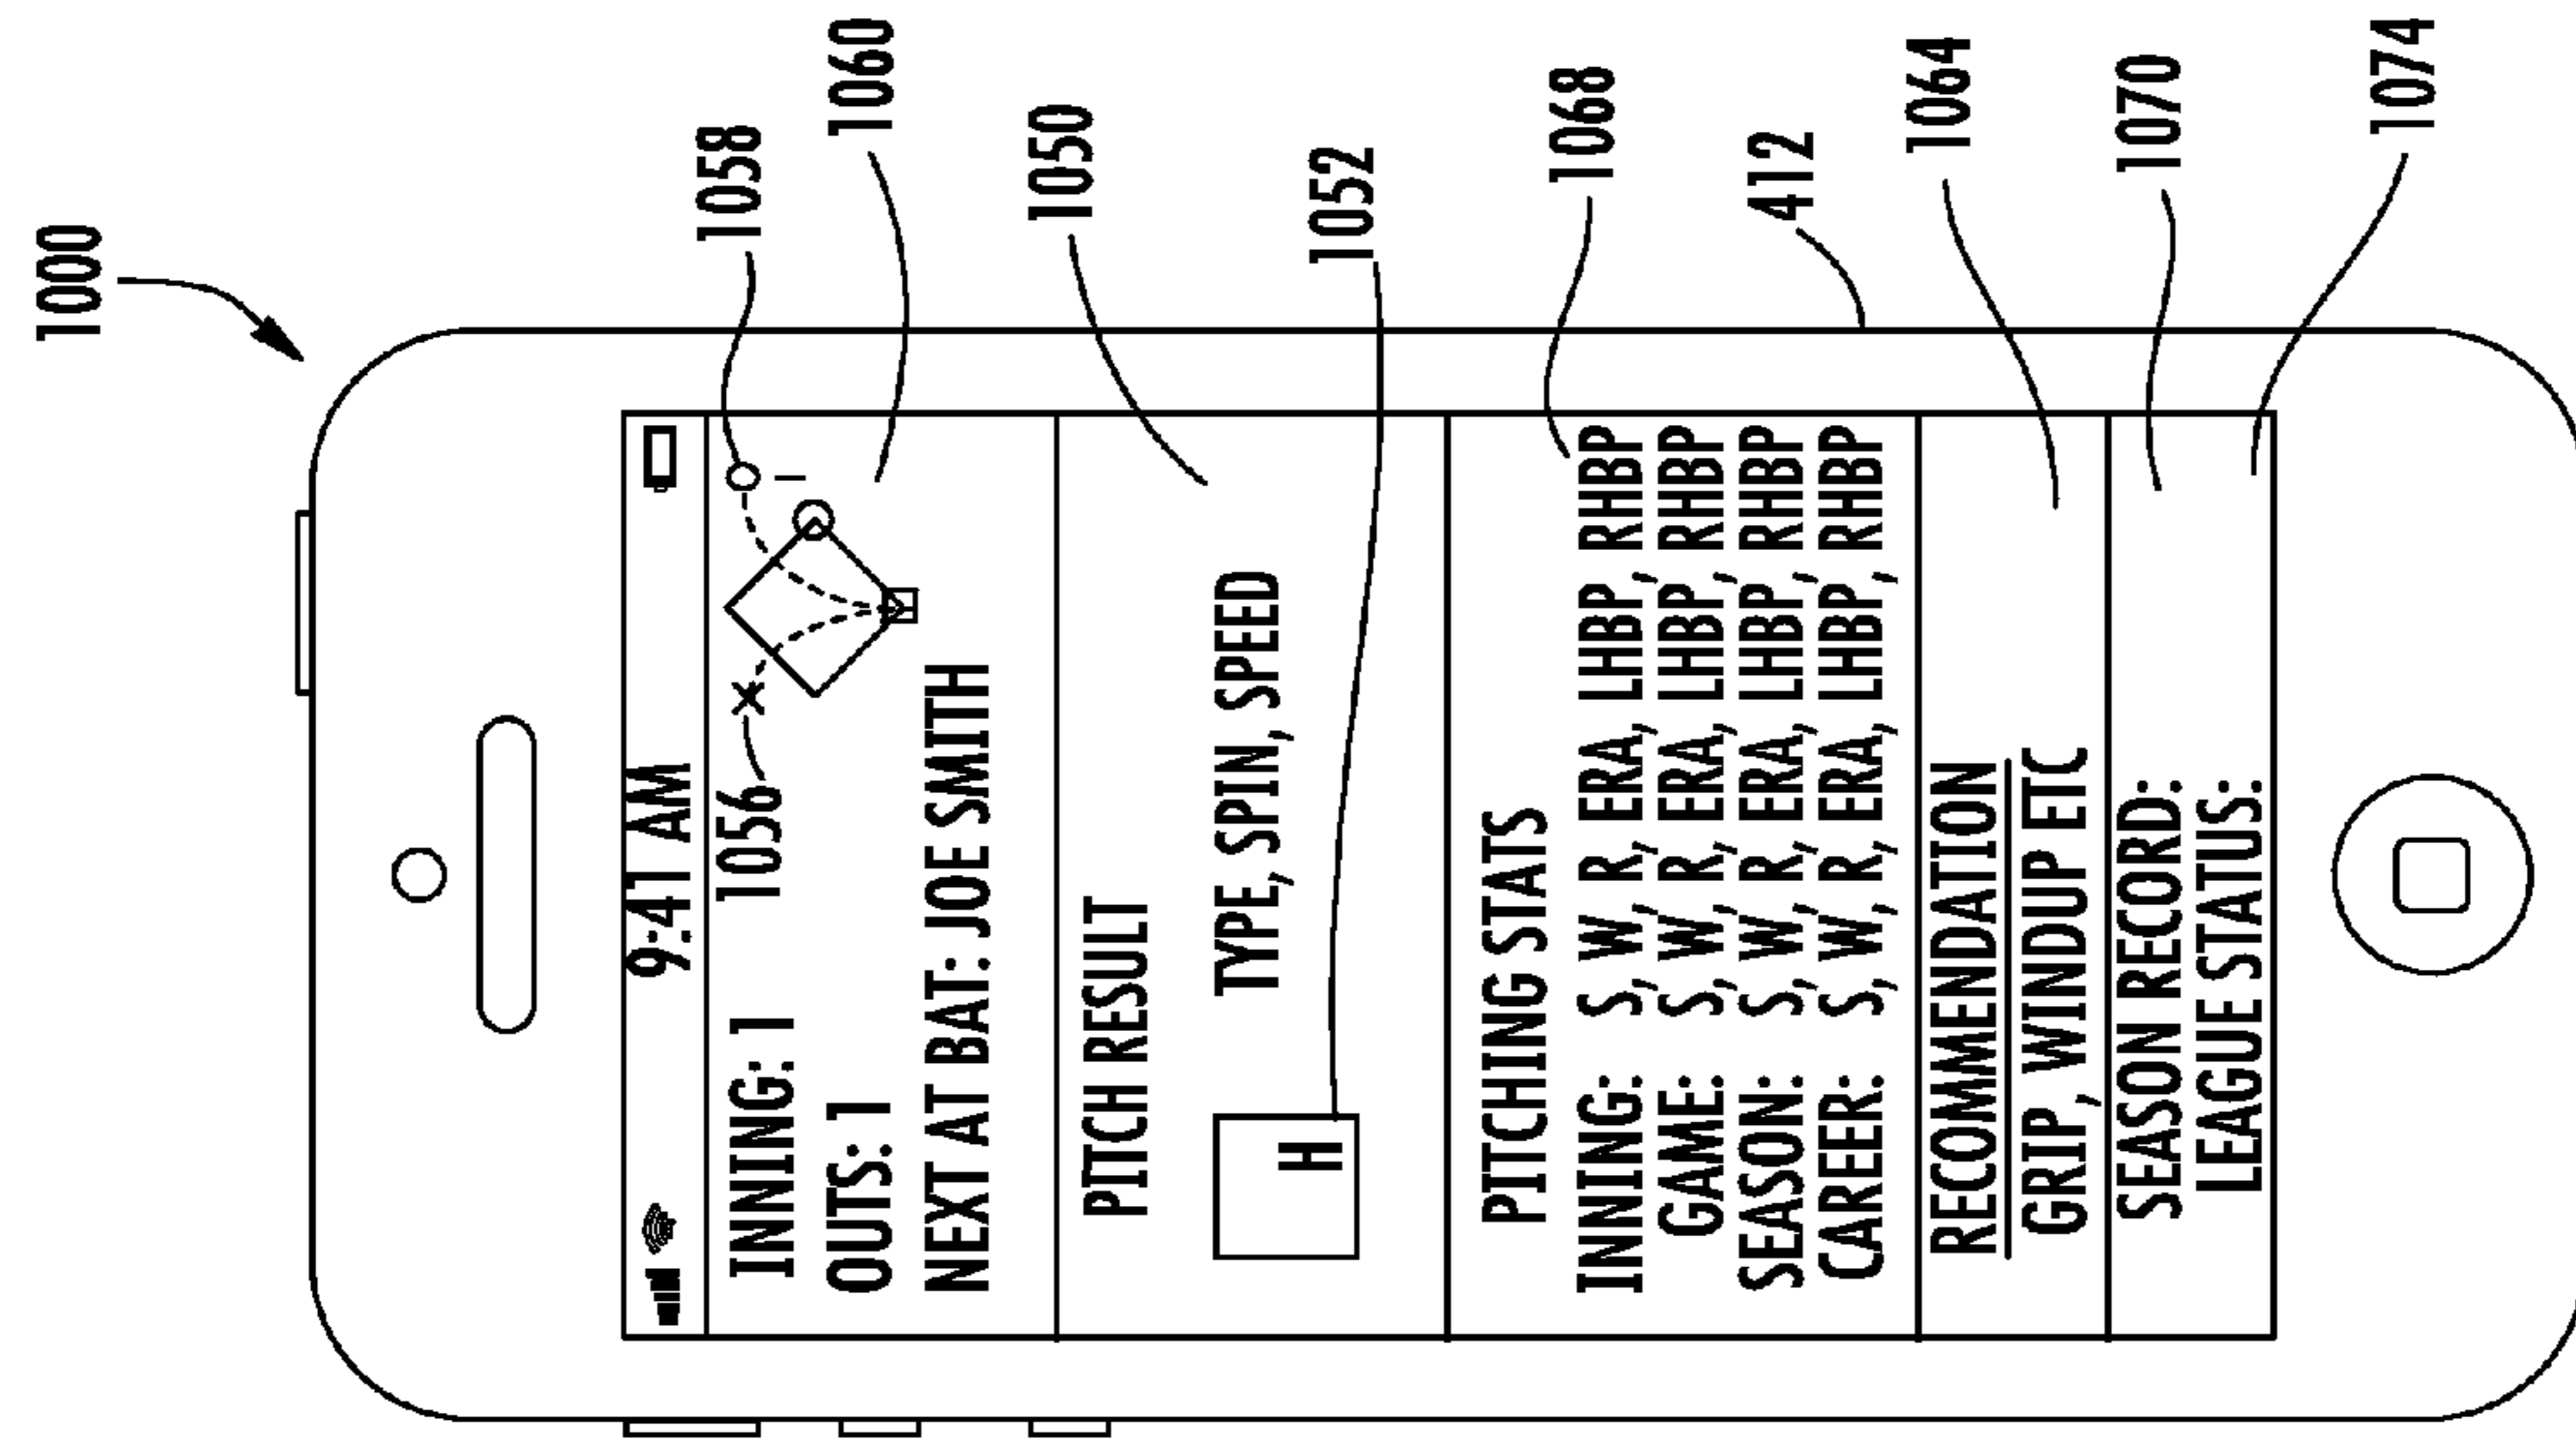 1000
9:41 AM
INNING: 1
OUTS: 1
NEXT AT BAT: JOE SMITH
1056
1058
1060
PITCH RESULT
1050
TYPE, SPIN, SPEED
H
1052
PITCHING STATS
1068
INNING: S, W, R, ERA, LHBP, RHBP
GAME: S, W, R, ERA, LHBP, RHBP
SEASON: S, W, R, ERA, LHBP, RHBP
CAREER: S, W, R, ERA, LHBP, RHBP
412
RECOMMENDATION
GRIP, WINDUP ETC
1064
SEASON RECORD:
1070
LEAGUE STATUS:
1074